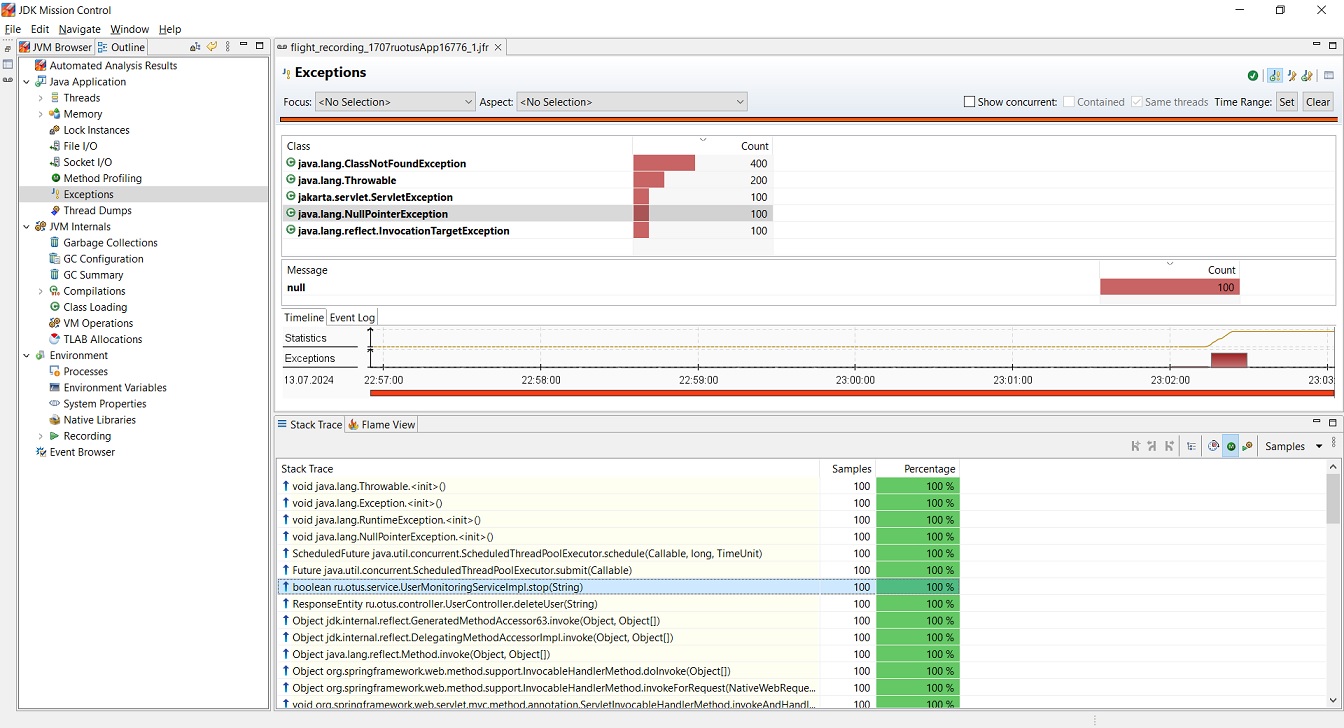 JDK Mission Control
File Edit Navigate Window Help
JVM Browser Outline
flight_recording_1707ruotusApp16776_1.jfr
Automated Analysis Results
Java Application
Threads
Memory
Lock Instances
File I/O
Socket I/O
Method Profiling
Exceptions
Thread Dumps
JVM Internals
Garbage Collections
GC Configuration
GC Summary
Compilations
Class Loading
VM Operations
TLAB Allocations
Environment
Processes
Environment Variables
System Properties
Native Libraries
Recording
Event Browser
Exceptions
Focus: <No Selection> Aspect: <No Selection> Show concurrent: Contained Same threads Time Range: Set Clear
Class Count
java.lang.ClassNotFoundException 400
java.lang.Throwable 200
jakarta.servlet.ServletException 100
java.lang.NullPointerException 100
java.lang.reflect.InvocationTargetException 100
Message Count
null 100
Timeline Event Log
Statistics
Exceptions
13.07.2024 22:57:00 22:58:00 22:59:00 23:00:00 23:01:00 23:02:00 23:03:
Stack Trace Flame View
Samples
Stack Trace Samples Percentage
void java.lang.Throwable.<init>() 100 100 %
void java.lang.Exception.<init>() 100 100 %
void java.lang.RuntimeException.<init>() 100 100 %
void java.lang.NullPointerException.<init>() 100 100 %
ScheduledFuture java.util.concurrent.ScheduledThreadPoolExecutor.schedule(Callable, long, TimeUnit) 100 100 %
Future java.util.concurrent.ScheduledThreadPoolExecutor.submit(Callable) 100 100 %
boolean ru.otus.service.UserMonitoringServiceImpl.stop(String) 100 100 %
ResponseEntity ru.otus.controller.UserController.deleteUser(String) 100 100 %
Object jdk.internal.reflect.GeneratedMethodAccessor63.invoke(Object, Object[]) 100 100 %
Object jdk.internal.reflect.DelegatingMethodAccessorImpl.invoke(Object, Object[]) 100 100 %
Object java.lang.reflect.Method.invoke(Object, Object[]) 100 100 %
Object org.springframework.web.method.support.InvocableHandlerMethod.doInvoke(Object[]) 100 100 %
Object org.springframework.web.method.support.InvocableHandlerMethod.invokeForRequest(NativeWebReque... 100 100 %
void org.springframework.web.servlet.mvc.method.annotation.ServletInvocableHandlerMethod.invokeAndHandl... 100 100 %